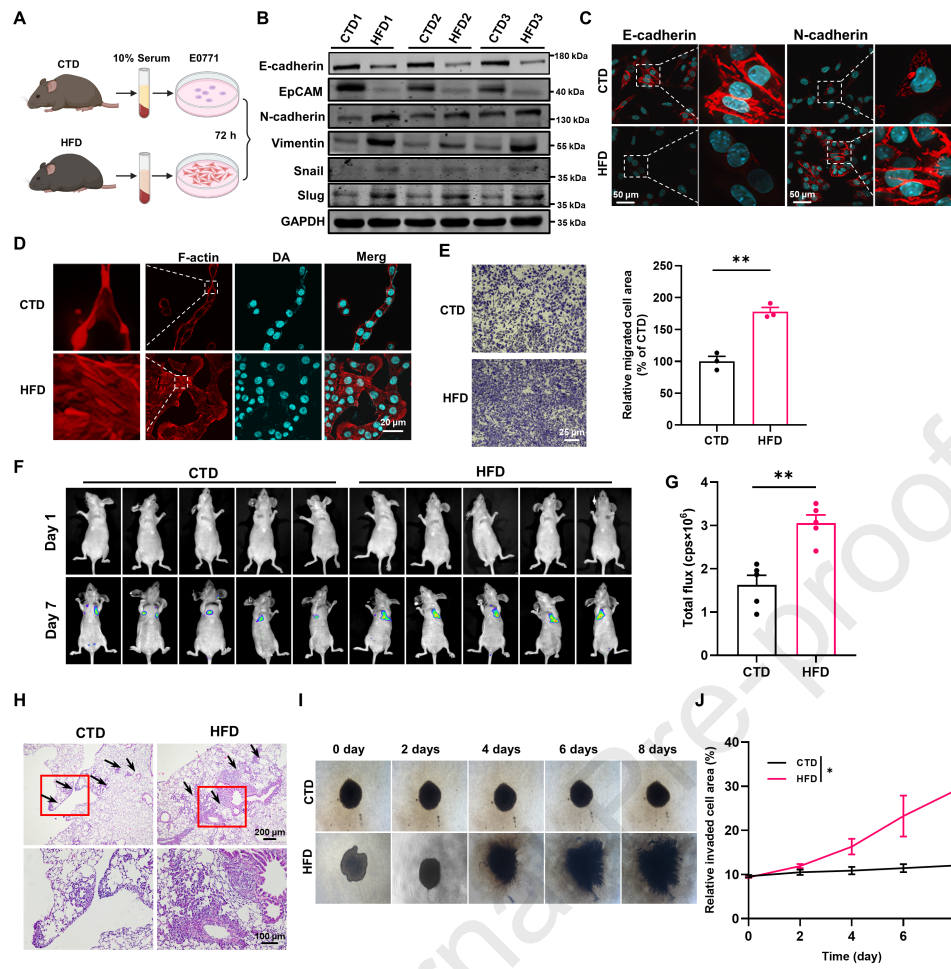 A
CTD
10% Serum
E0771
HFD
72 h
B
CTD1
HFD1
CTD2
HFD2
CTD3
HFD3
E-cadherin
180 kDa
EpCAM
40 kDa
N-cadherin
130 kDa
Vimentin
55 kDa
Snail
35 kDa
Slug
35 kDa
GAPDH
35 kDa
C
E-cadherin
N-cadherin
CTD
HFD
50 μm
50 μm
D
F-actin
DA
Merg
CTD
HFD
20 μm
E
CTD
HFD
25 μm
Relative migrated cell area
(% of CTD)
250
200
150
100
50
0
**
CTD
HFD
F
CTD
HFD
Day 1
Day 7
G
Total flux (cps×10⁶)
4
3
2
1
0
**
CTD
HFD
H
CTD
HFD
200 μm
100 μm
I
0 day
2 days
4 days
6 days
8 days
CTD
HFD
J
Relative invaded cell area (%)
40
30
20
10
0
CTD
HFD
*
0
2
4
6
Time (day)
rnal pre-proof